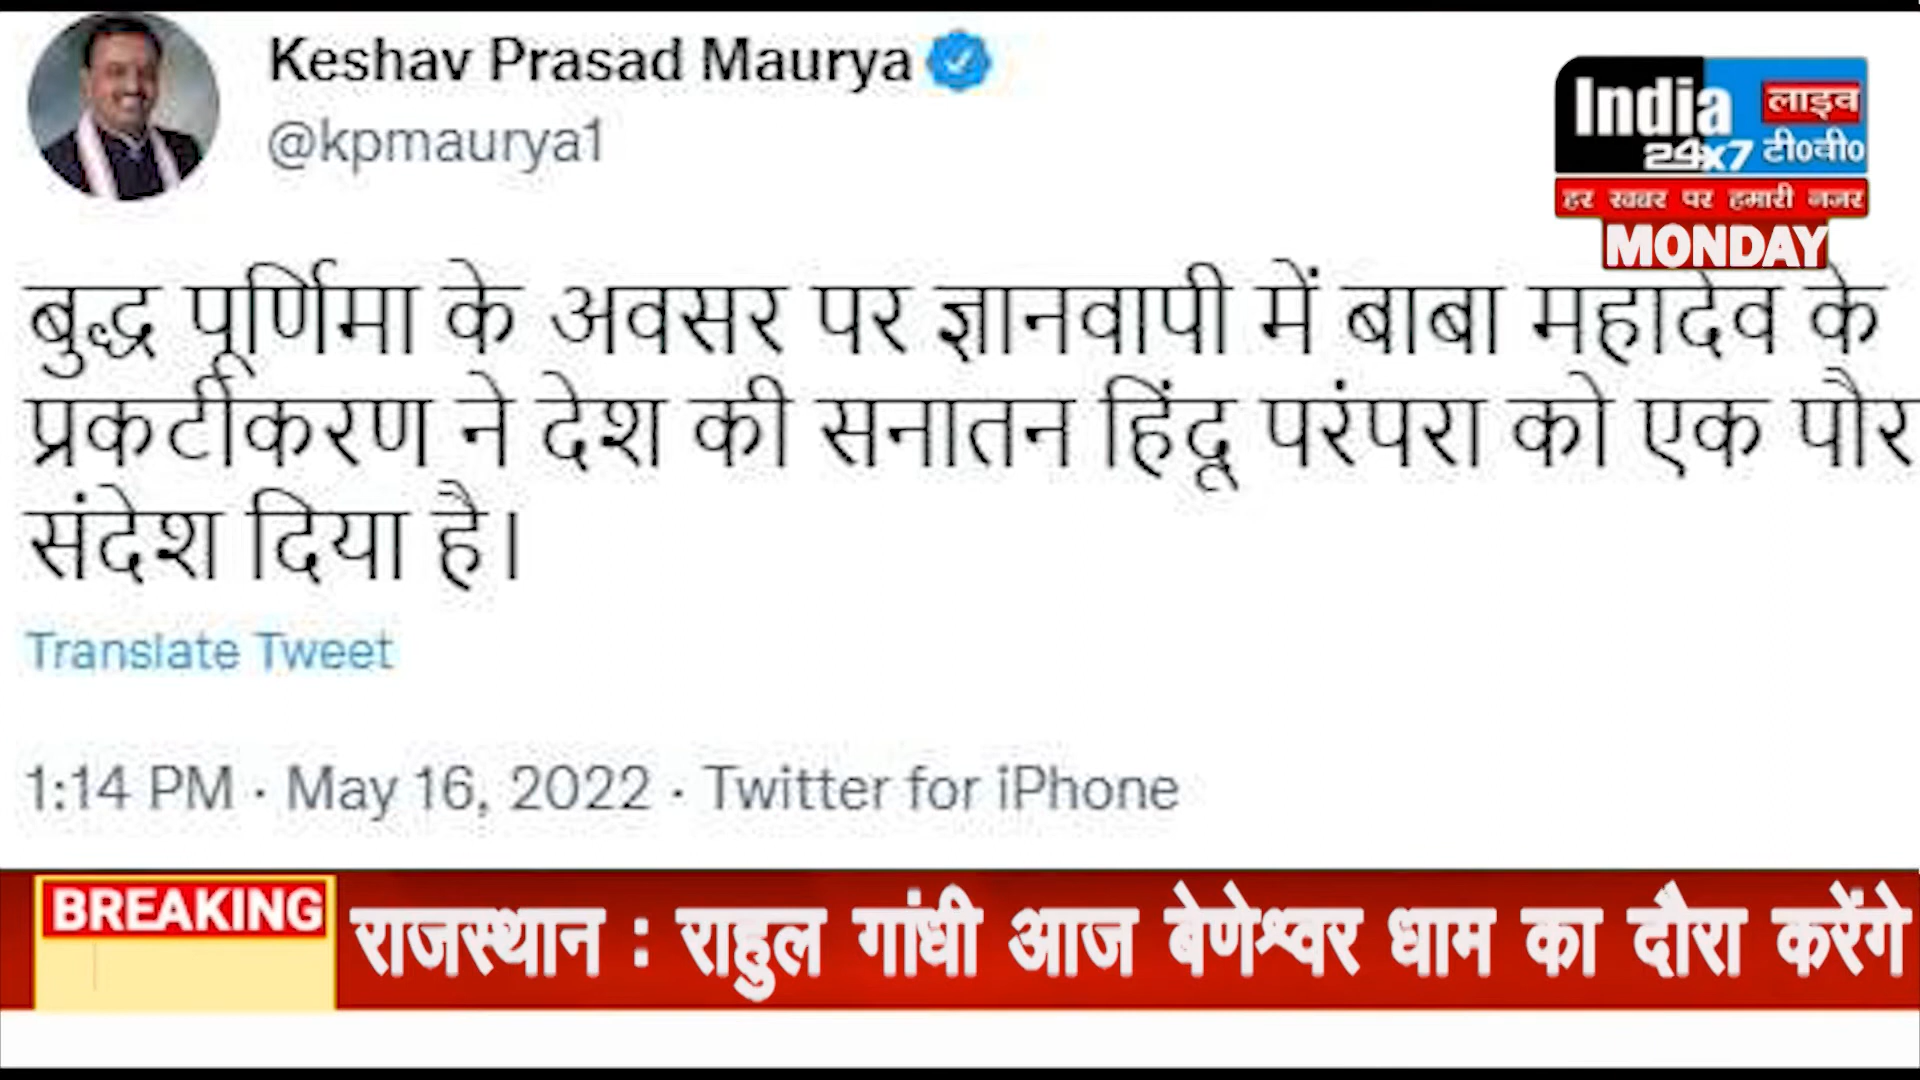 Keshav Prasad Maurya
@kpmaurya1
India लाइव
24x7 टी०वी०
हर खबर पर हमारी नजर
MONDAY
बुद्ध पूर्णिमा के अवसर पर ज्ञानवापी में बाबा महादेव के
प्रकटीकरण ने देश की सनातन हिंदू परंपरा को एक पौर
संदेश दिया है।
Translate Tweet
1:14 PM · May 16, 2022 · Twitter for iPhone
BREAKING
राजस्थान : राहुल गांधी आज बेणेश्वर धाम का दौरा करेंगे